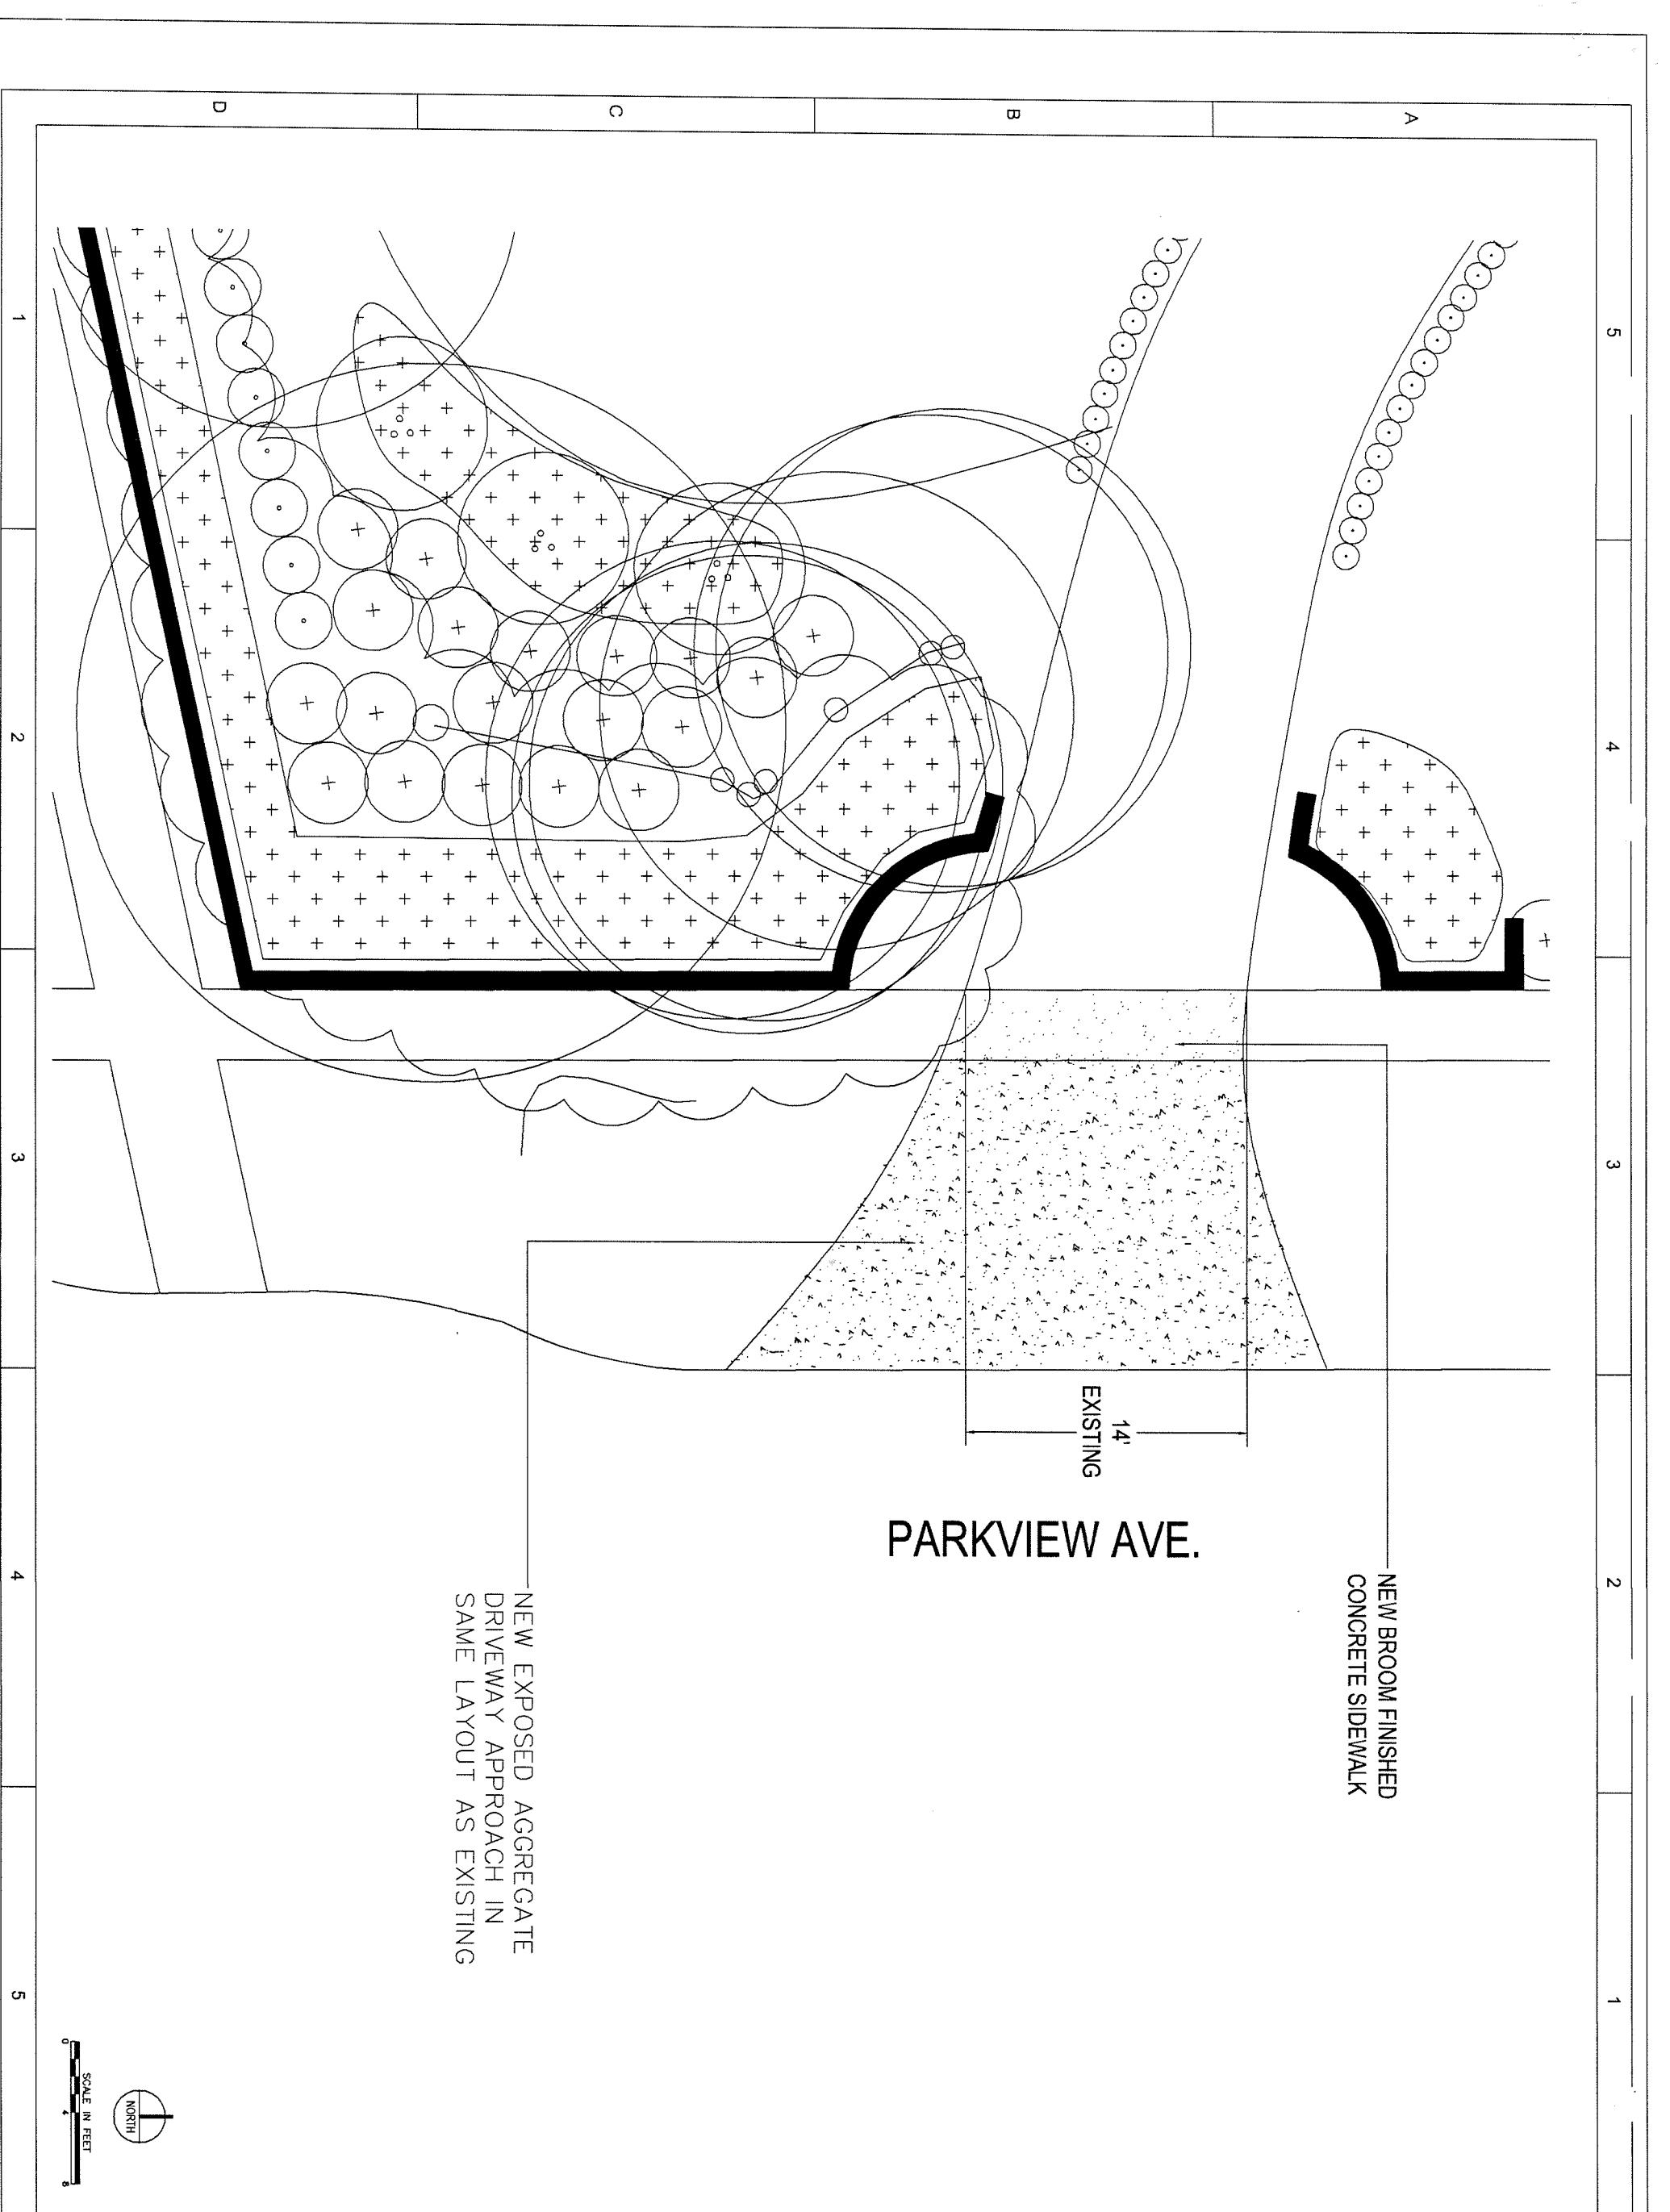 D
C
B
A
1
2
3
4
5
5
4
3
2
1
14'
EXISTING
PARKVIEW AVE.
NEW BROOM FINISHED
CONCRETE SIDEWALK
NEW EXPOSED AGGREGATE
DRIVEWAY APPROACH IN
SAME LAYOUT AS EXISTING
NORTH
SCALE IN FEET
0 4 8